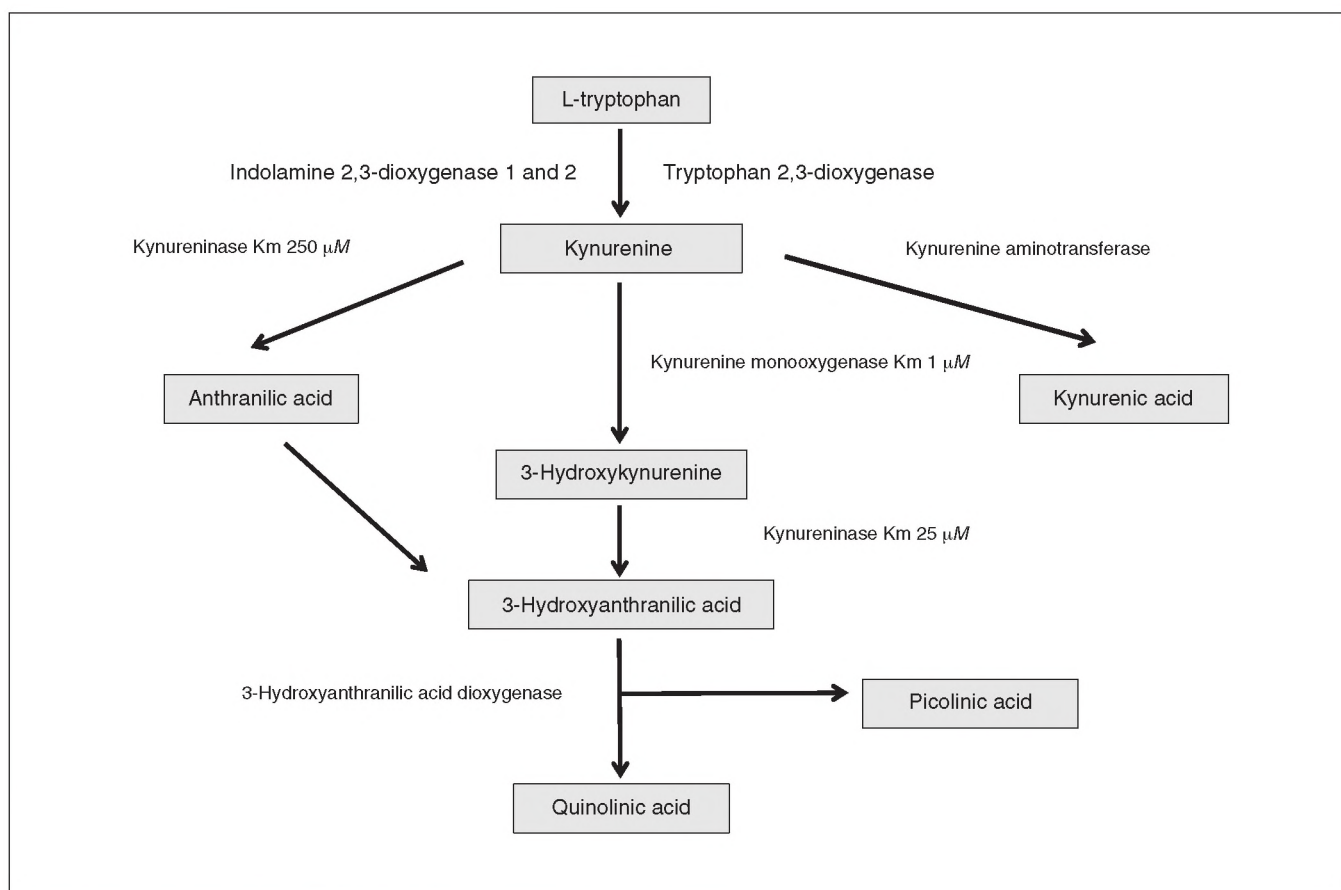 L-tryptophan
Indolamine 2,3-dioxygenase 1 and 2
Tryptophan 2,3-dioxygenase
Kynureninase Km 250 μM
Kynurenine
Kynurenine aminotransferase
Kynurenine monooxygenase Km 1 μM
Anthranilic acid
Kynurenic acid
3-Hydroxykynurenine
Kynureninase Km 25 μM
3-Hydroxyanthranilic acid
3-Hydroxyanthranilic acid dioxygenase
Picolinic acid
Quinolinic acid